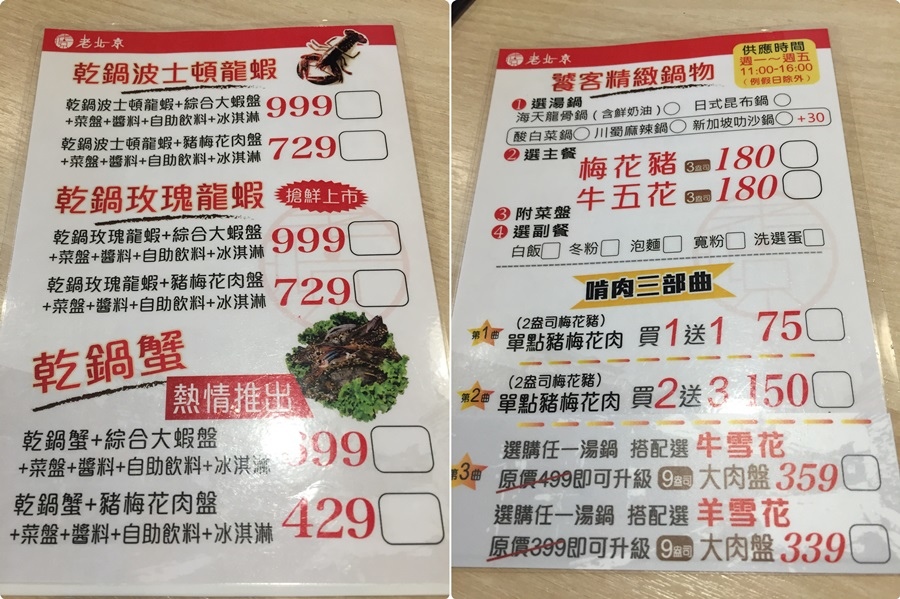 老北京
乾鍋波士頓龍蝦
乾鍋波士頓龍蝦+綜合大蝦盤
+菜盤+醬料+自助飲料+冰淇淋 999
乾鍋波士頓龍蝦+豬梅花肉盤
+菜盤+醬料+自助飲料+冰淇淋 729
乾鍋玫瑰龍蝦 搶鮮上市
乾鍋玫瑰龍蝦+綜合大蝦盤
+菜盤+醬料+自助飲料+冰淇淋 999
乾鍋玫瑰龍蝦+豬梅花肉盤
+菜盤+醬料+自助飲料+冰淇淋 729
乾鍋蟹
熱情推出
乾鍋蟹+綜合大蝦盤
+菜盤+醬料+自助飲料+冰淇淋 99
乾鍋蟹+豬梅花肉盤
+菜盤+醬料+自助飲料+冰淇淋 429
老北京
饕客精緻鍋物
供應時間
週一~週五
11:00-16:00
(例假日除外)
1 選湯鍋
海天龍骨鍋(含鮮奶油) 日式昆布鍋
酸白菜鍋 川蜀麻辣鍋 新加坡叻沙鍋 +30
2 選主餐
梅花豬 3盎司 180
牛五花 3盎司 180
3 附菜盤
4 選副餐
白飯 冬粉 泡麵 寬粉 洗選蛋
啃肉三部曲
第1曲 (2盎司梅花豬)
單點豬梅花肉 買1送1 75
第2曲 (2盎司梅花豬)
單點豬梅花肉 買2送3 150
第3曲 選購任一湯鍋 搭配選 牛雪花
原價499即可升級 9盎司 大肉盤 359
選購任一湯鍋 搭配選 羊雪花
原價399即可升級 9盎司 大肉盤 339